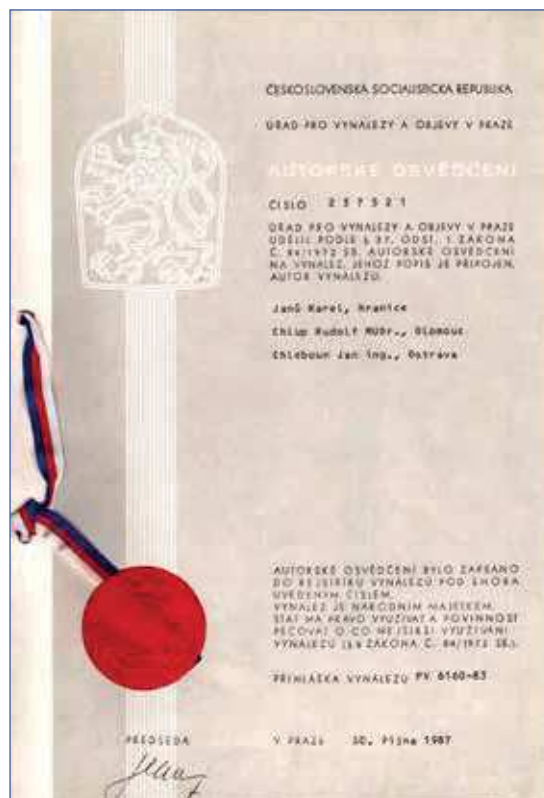 ČESKOSLOVENSKÁ SOCIALISTICKÁ REPUBLIKA
ÚŘAD PRO VYNÁLEZY A OBJEVY V PRAZE
AUTORSKÉ OSVĚDČENÍ
ČÍSLO 237521
ÚŘAD PRO VYNÁLEZY A OBJEVY V PRAZE
UDĚLIL PODLE § 37, ODST. 1 ZÁKONA
Č. 84/1972 SB. AUTORSKÉ OSVĚDČENÍ
NA VYNÁLEZ, JEHOŽ POPIS JE PŘIPOJEN.
AUTOR VYNÁLEZU:
Janů Karel, Hranice
Chlup Rudolf MUDr., Olomouc
Chleboun Jan ing., Ostrava
AUTORSKÉ OSVĚDČENÍ BYLO ZAPSÁNO
DO REJSTŘÍKU VYNÁLEZŮ POD SHORA
UVEDENÝM ČÍSLEM.
VYNÁLEZ JE NÁRODNÍM MAJETKEM.
STÁT MÁ PRÁVO VYUŽÍVAT A POVINNOST
PEČOVAT O CO NEJŠIRŠÍ VYUŽÍVÁNÍ
VYNÁLEZU ZÁKONA Č. 84/1972 SB.).
PŘIHLÁŠKA VYNÁLEZU PV 6160-83
PŘEDSEDA
V PRAZE 30. října 1987